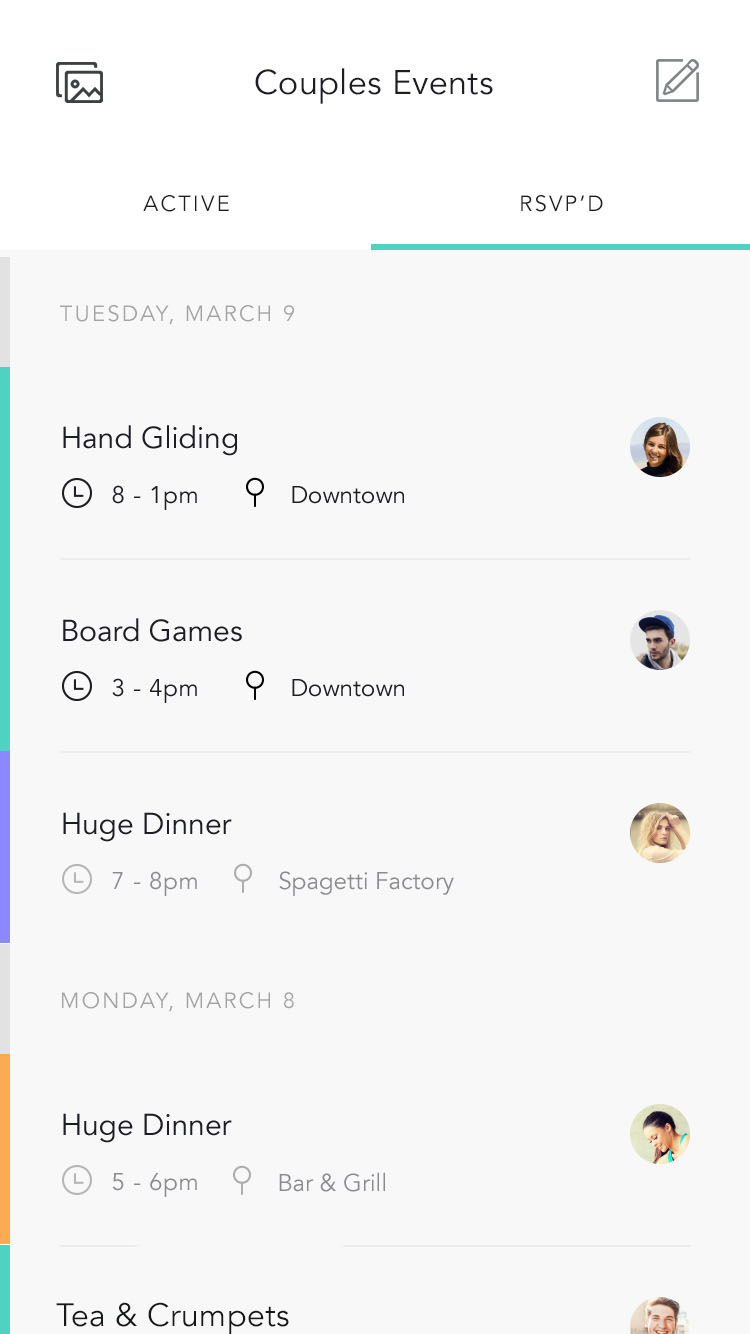 Couples Events
ACTIVE RSVP’D
TUESDAY, MARCH 9
Hand Gliding
8 - 1pm Downtown
Board Games
3 - 4pm Downtown
Huge Dinner
7 - 8pm Spagetti Factory
MONDAY, MARCH 8
Huge Dinner
5 - 6pm Bar & Grill
Tea & Crumpets